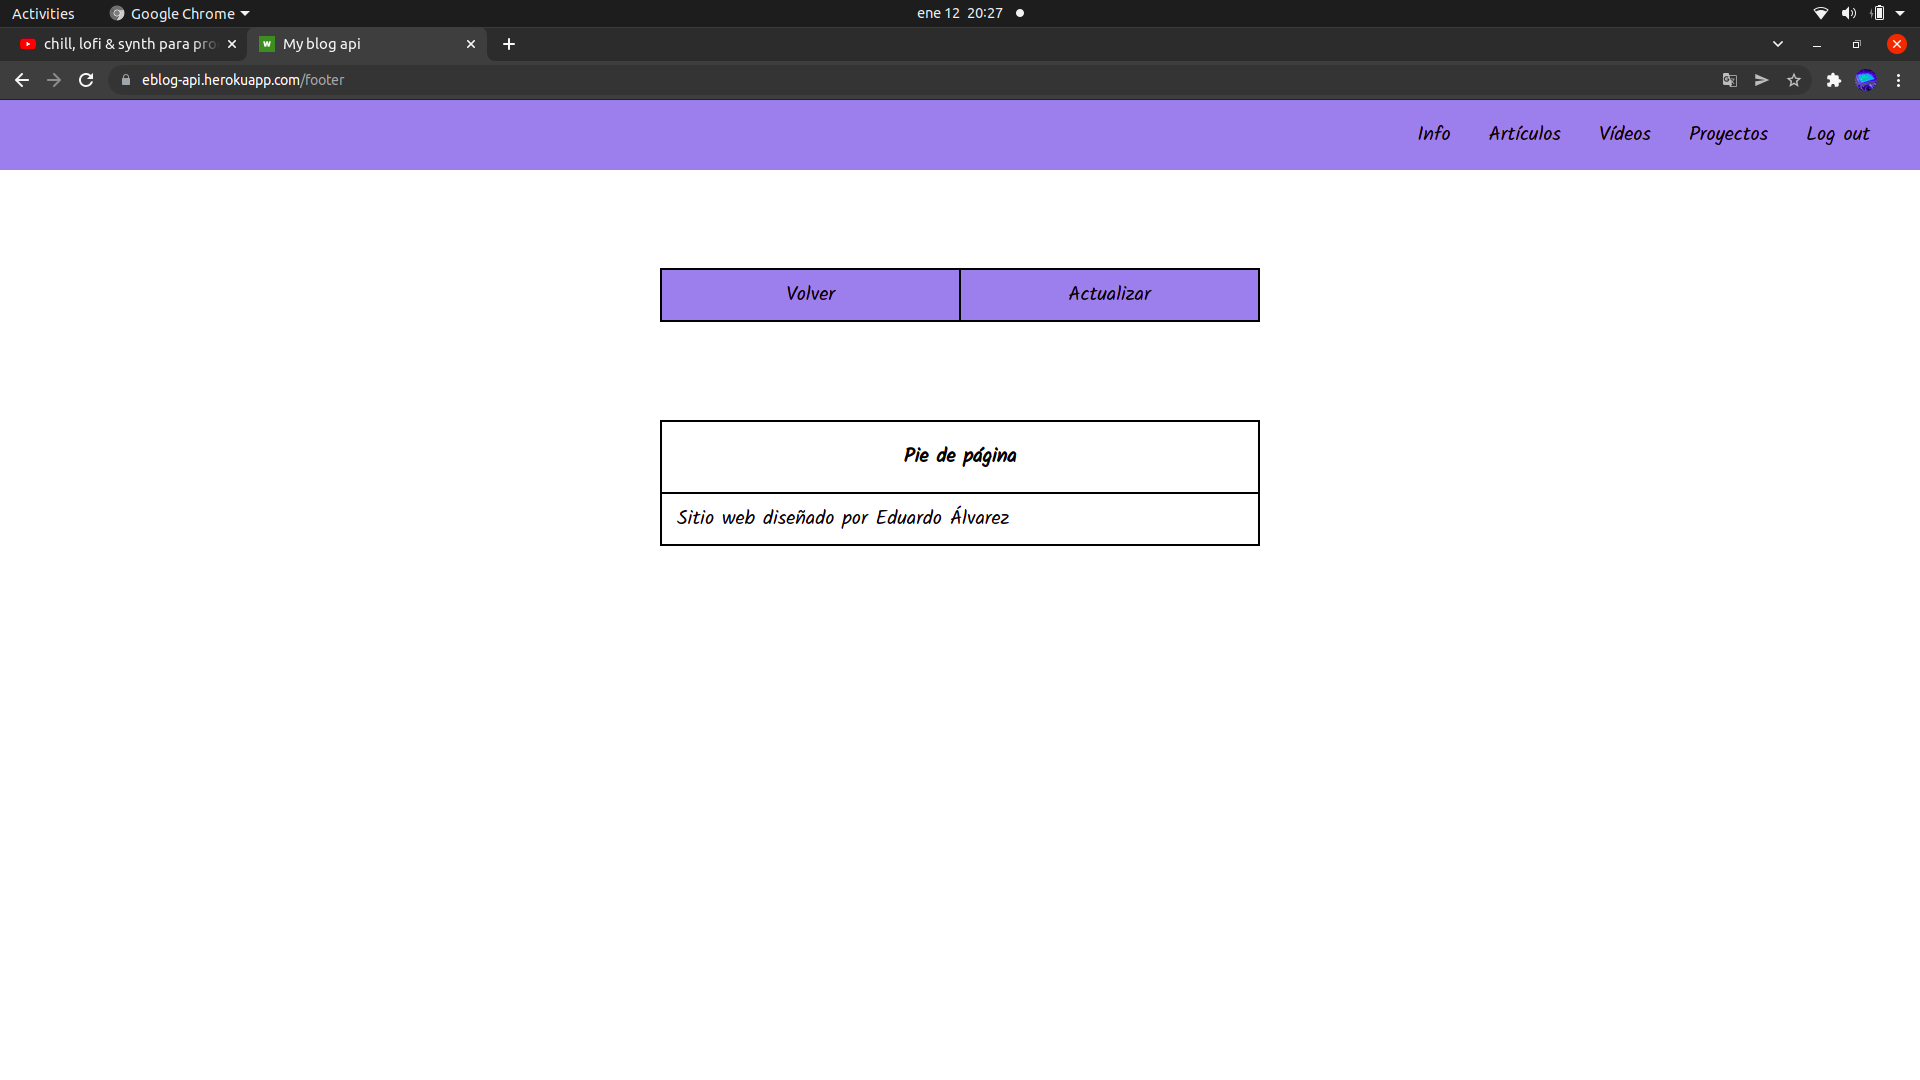 Activities
Google Chrome
ene 12 20:27
chill, lofi & synth para pro
My blog api
eblog-api.herokuapp.com/footer
Info Artículos Vídeos Proyectos Log out
Volver Actualizar
Pie de página
Sitio web diseñado por Eduardo Álvarez